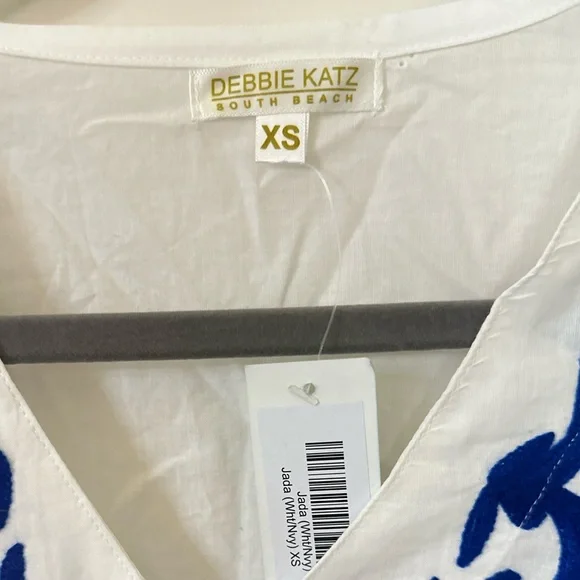 DEBBIE KATZ
SOUTH BEACH
XS
Jada (Wht/Nvy)
Jada (Wht/Nvy) XS